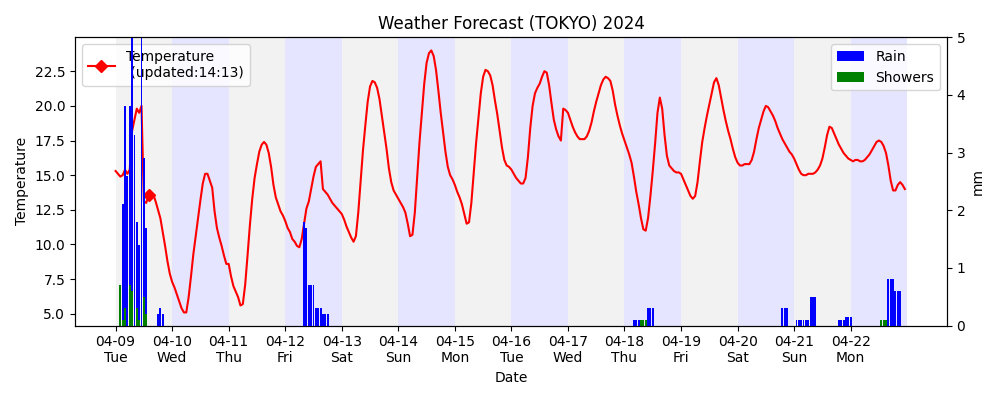 Weather Forecast (TOKYO) 2024
Temperature
(updated:14:13)
Rain
Showers
Temperature
22.5
20.0
17.5
15.0
12.5
10.0
7.5
5.0
5
4
3
2
1
0
mm
04-09 04-10 04-11 04-12 04-13 04-14 04-15 04-16 04-17 04-18 04-19 04-20 04-21 04-22
Tue Wed Thu Fri Sat Sun Mon Tue Wed Thu Fri Sat Sun Mon
Date